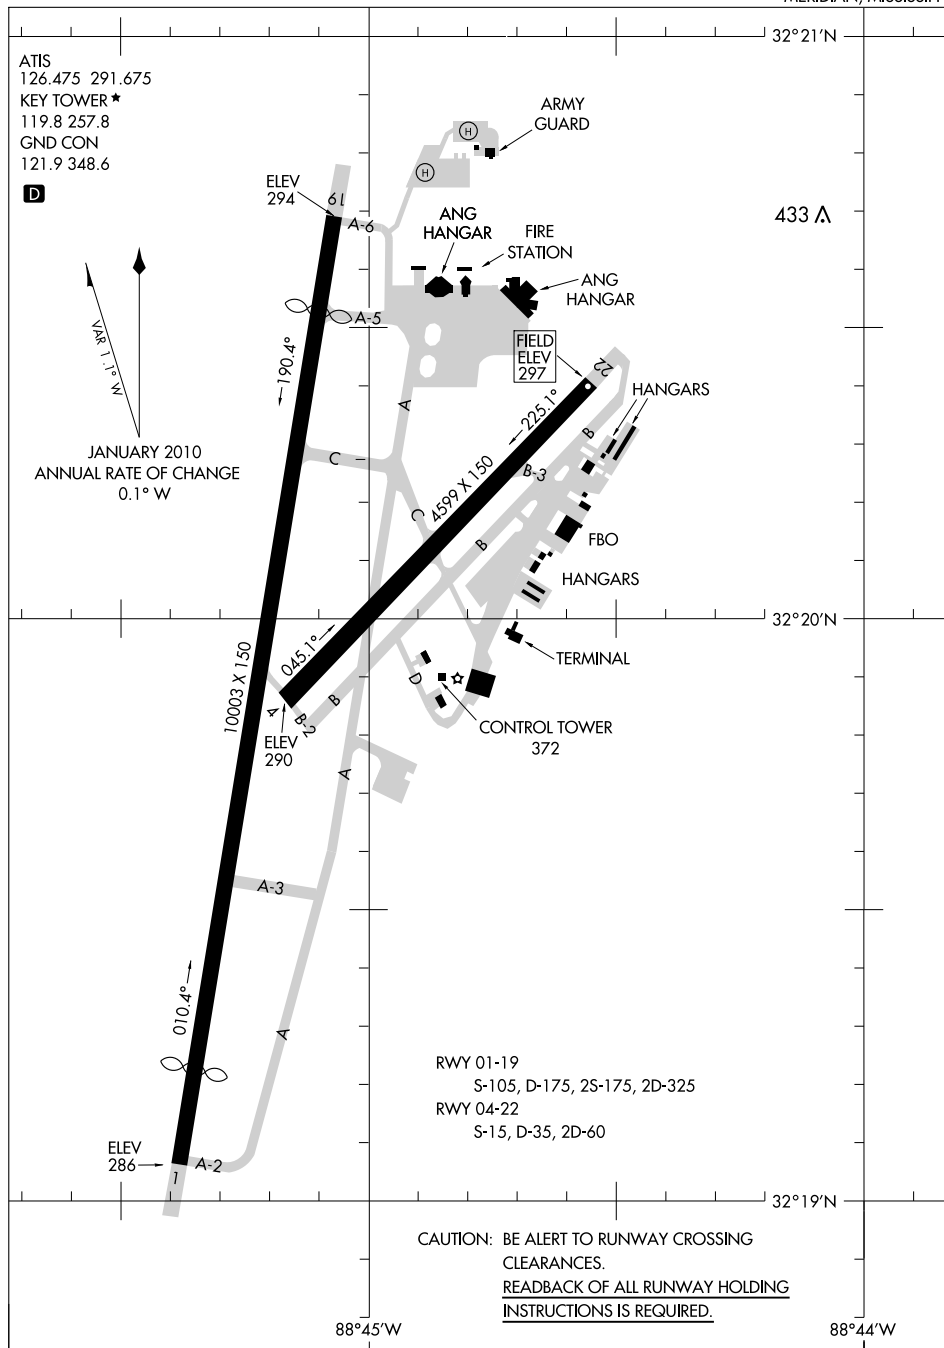 32°21'N
ATIS
126.475 291.675
KEY TOWER★
119.8 257.8
GND CON
121.9 348.6
D
ARMY
GUARD
H
H
ELEV
294
19
A-6
433
ANG
HANGAR
FIRE
STATION
ANG
HANGAR
VAR 1.1° W
A-5
190.4°
FIELD
ELEV
297
22
HANGARS
A
225.1°
JANUARY 2010
ANNUAL RATE OF CHANGE
0.1° W
C
4599 X 150
B-3
B
C
B
FBO
HANGARS
32°20'N
045.1°
10003 X 150
TERMINAL
D
B
4
B-2
ELEV
290
CONTROL TOWER
372
A
A-3
010.4°
A
RWY 01-19
S-105, D-175, 2S-175, 2D-325
RWY 04-22
S-15, D-35, 2D-60
ELEV
286
A-2
1
32°19'N
CAUTION: BE ALERT TO RUNWAY CROSSING
CLEARANCES.
READBACK OF ALL RUNWAY HOLDING
INSTRUCTIONS IS REQUIRED.
88°45'W
88°44'W